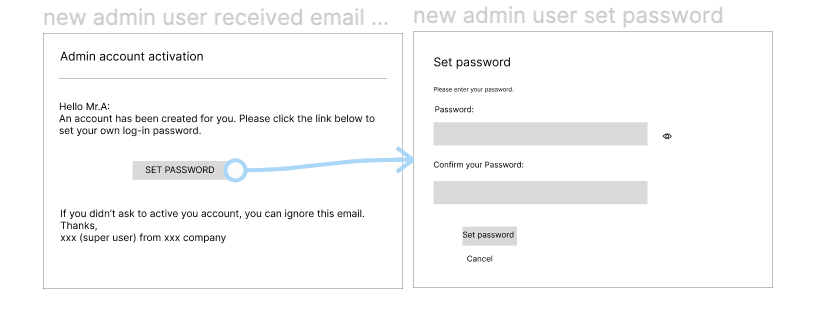 new admin user received email ...
Admin account activation
Hello Mr.A:
An account has been created for you. Please click the link below to
set your own log-in password.
SET PASSWORD
If you didn't ask to active you account, you can ignore this email.
Thanks,
xxx (super user) from xxx company
new admin user set password
Set password
Please enter your password.
Password:
Confirm your Password:
Set password
Cancel